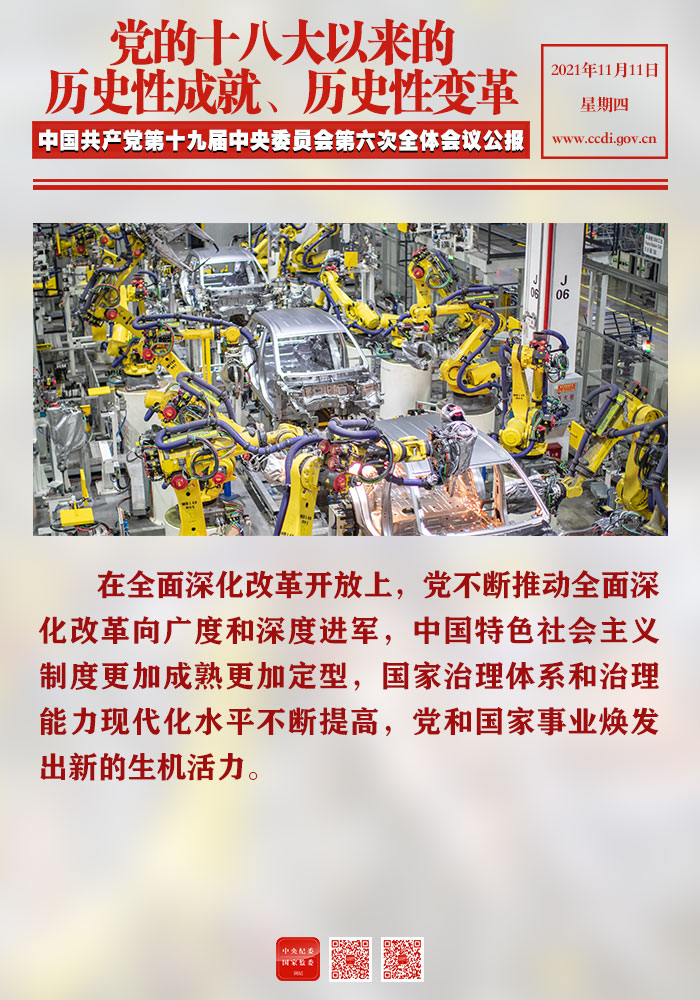 党的十八大以来的
历史性成就、历史性变革
中国共产党第十九届中央委员会第六次全体会议公报
2021年11月11日
星期四
www.ccdi.gov.cn
J
06
J
06
在全面深化改革开放上，党不断推动全面深
化改革向广度和深度进军，中国特色社会主义
制度更加成熟更加定型，国家治理体系和治理
能力现代化水平不断提高，党和国家事业焕发
出新的生机活力。
中央纪委
国家监委
网站